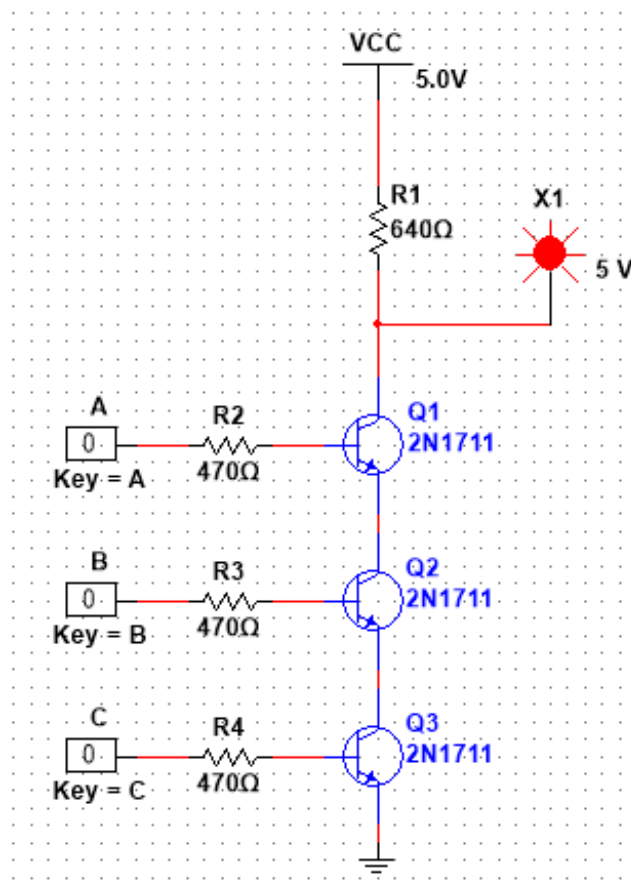 VCC
5.0V
R1
640Ω
X1
5 V
A
0
Key = A
R2
470Ω
Q1
2N1711
B
0
Key = B
R3
470Ω
Q2
2N1711
C
0
Key = C
R4
470Ω
Q3
2N1711